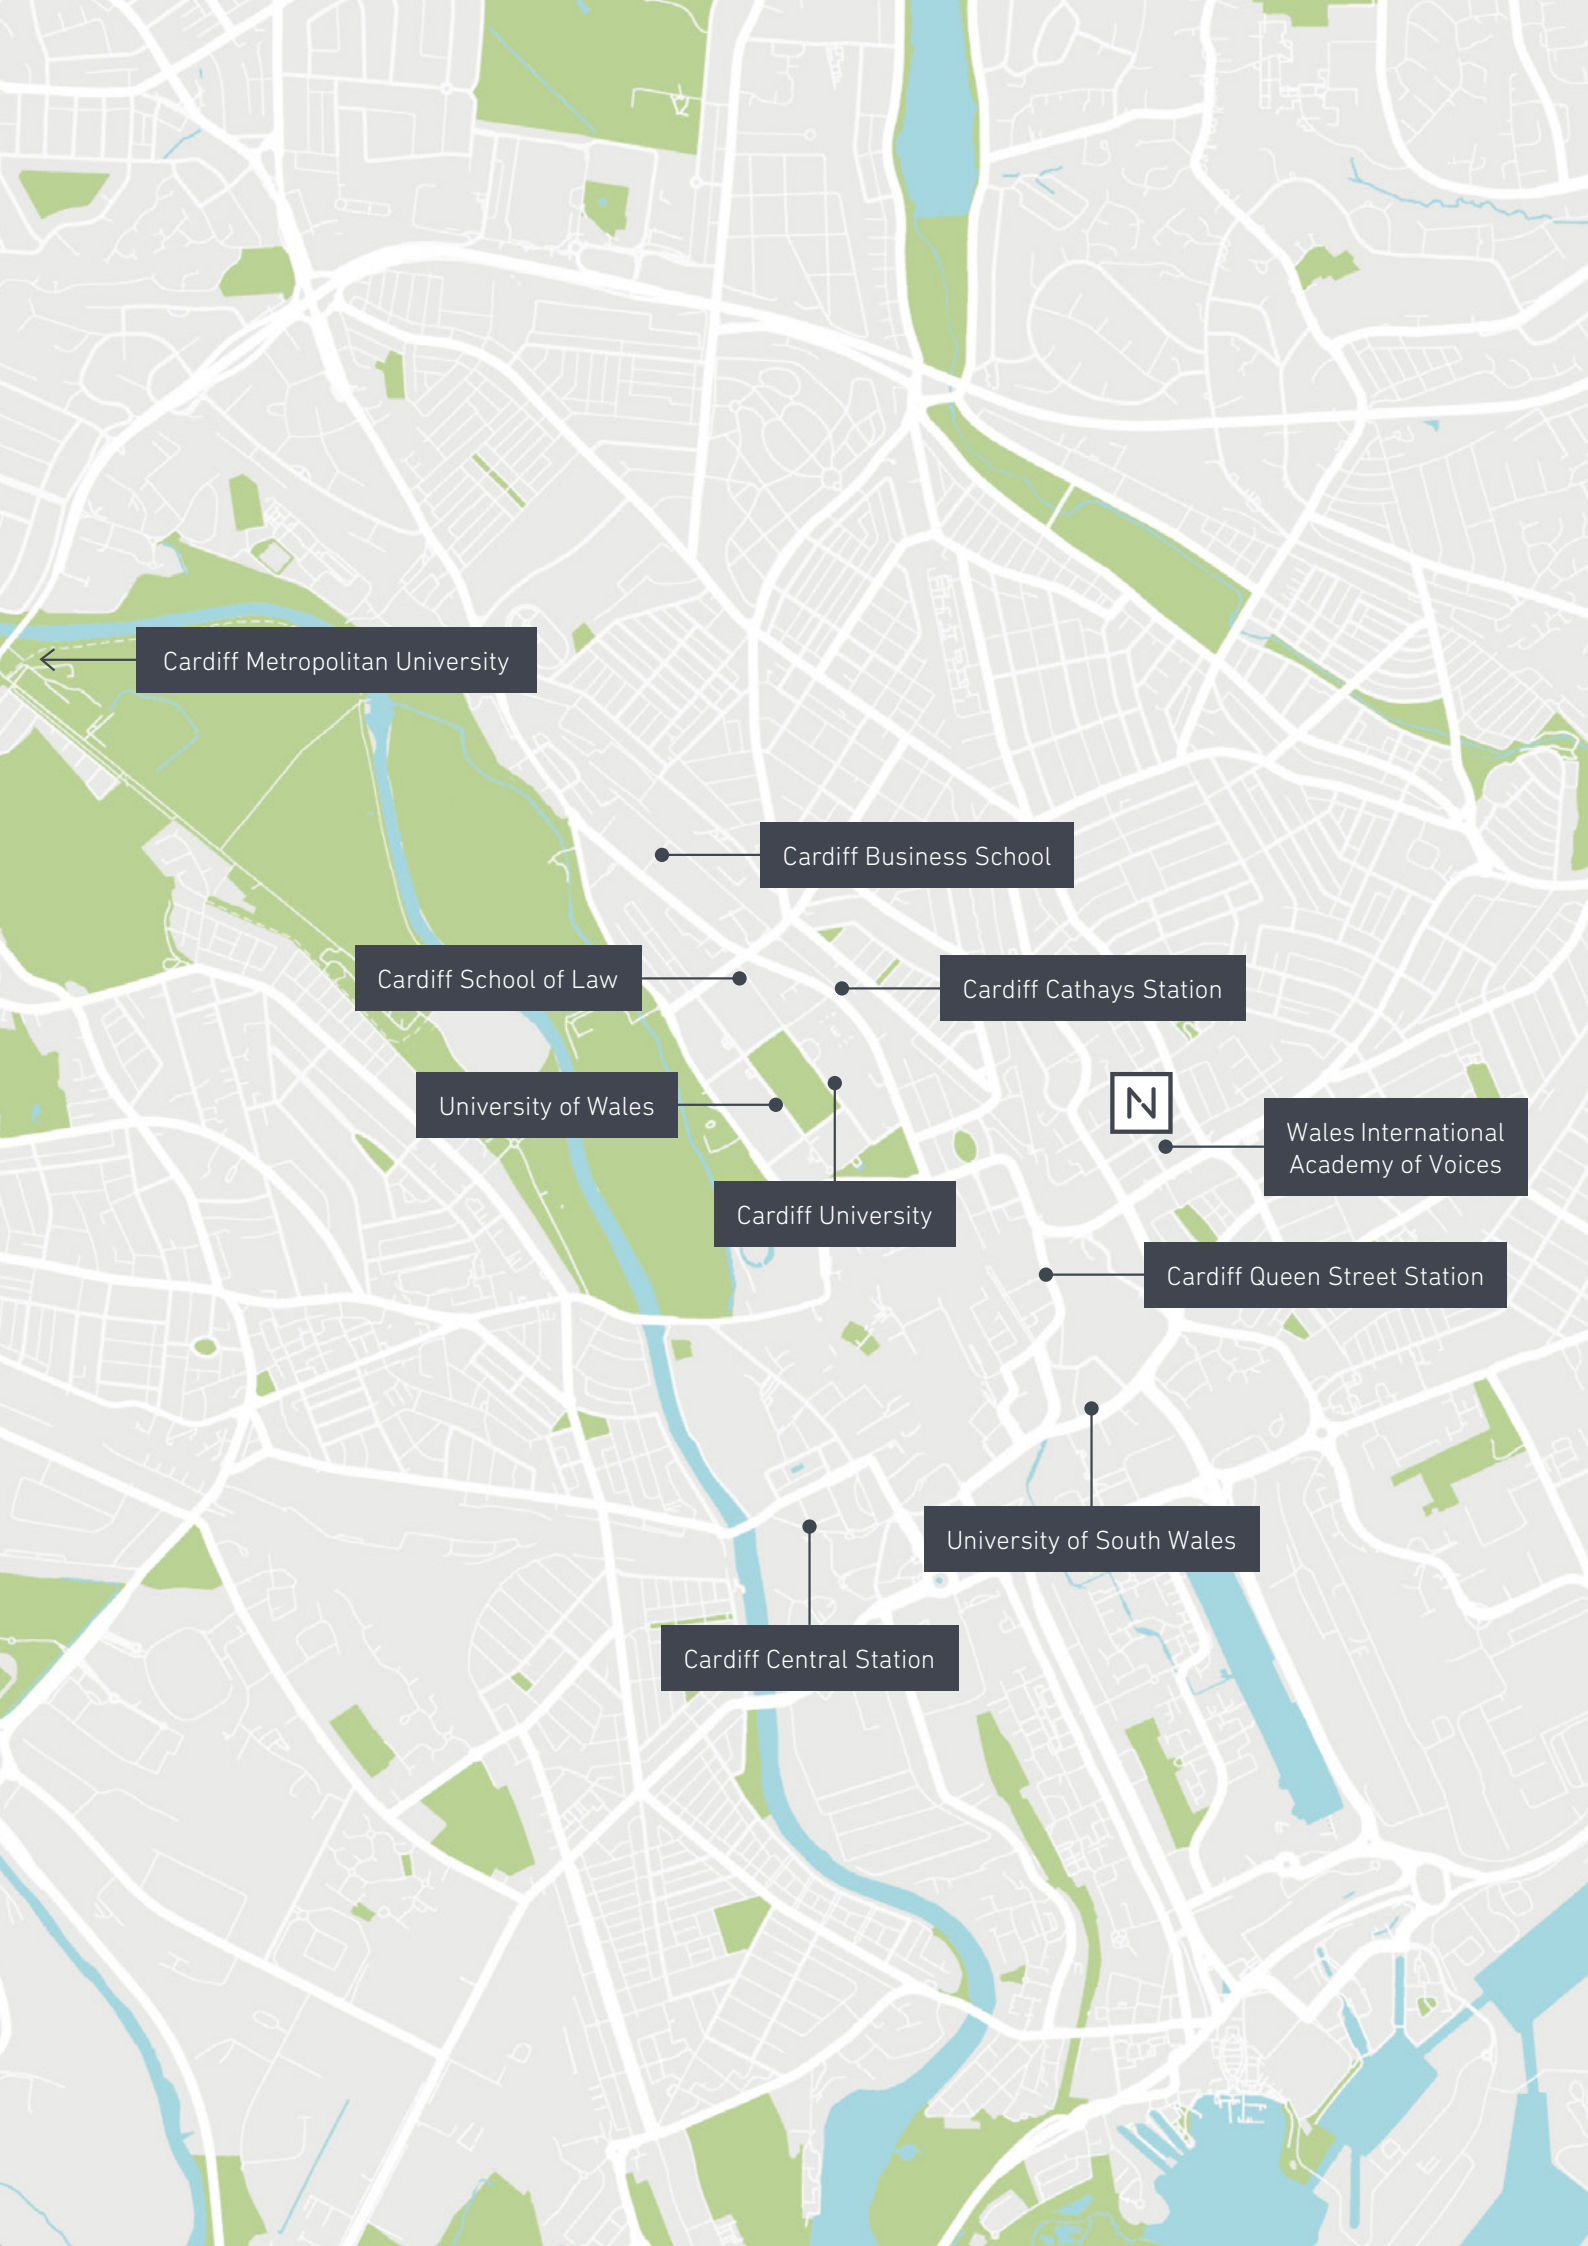 Cardiff Metropolitan University
Cardiff Business School
Cardiff School of Law
Cardiff Cathays Station
University of Wales
N
Wales International
Academy of Voices
Cardiff University
Cardiff Queen Street Station
University of South Wales
Cardiff Central Station